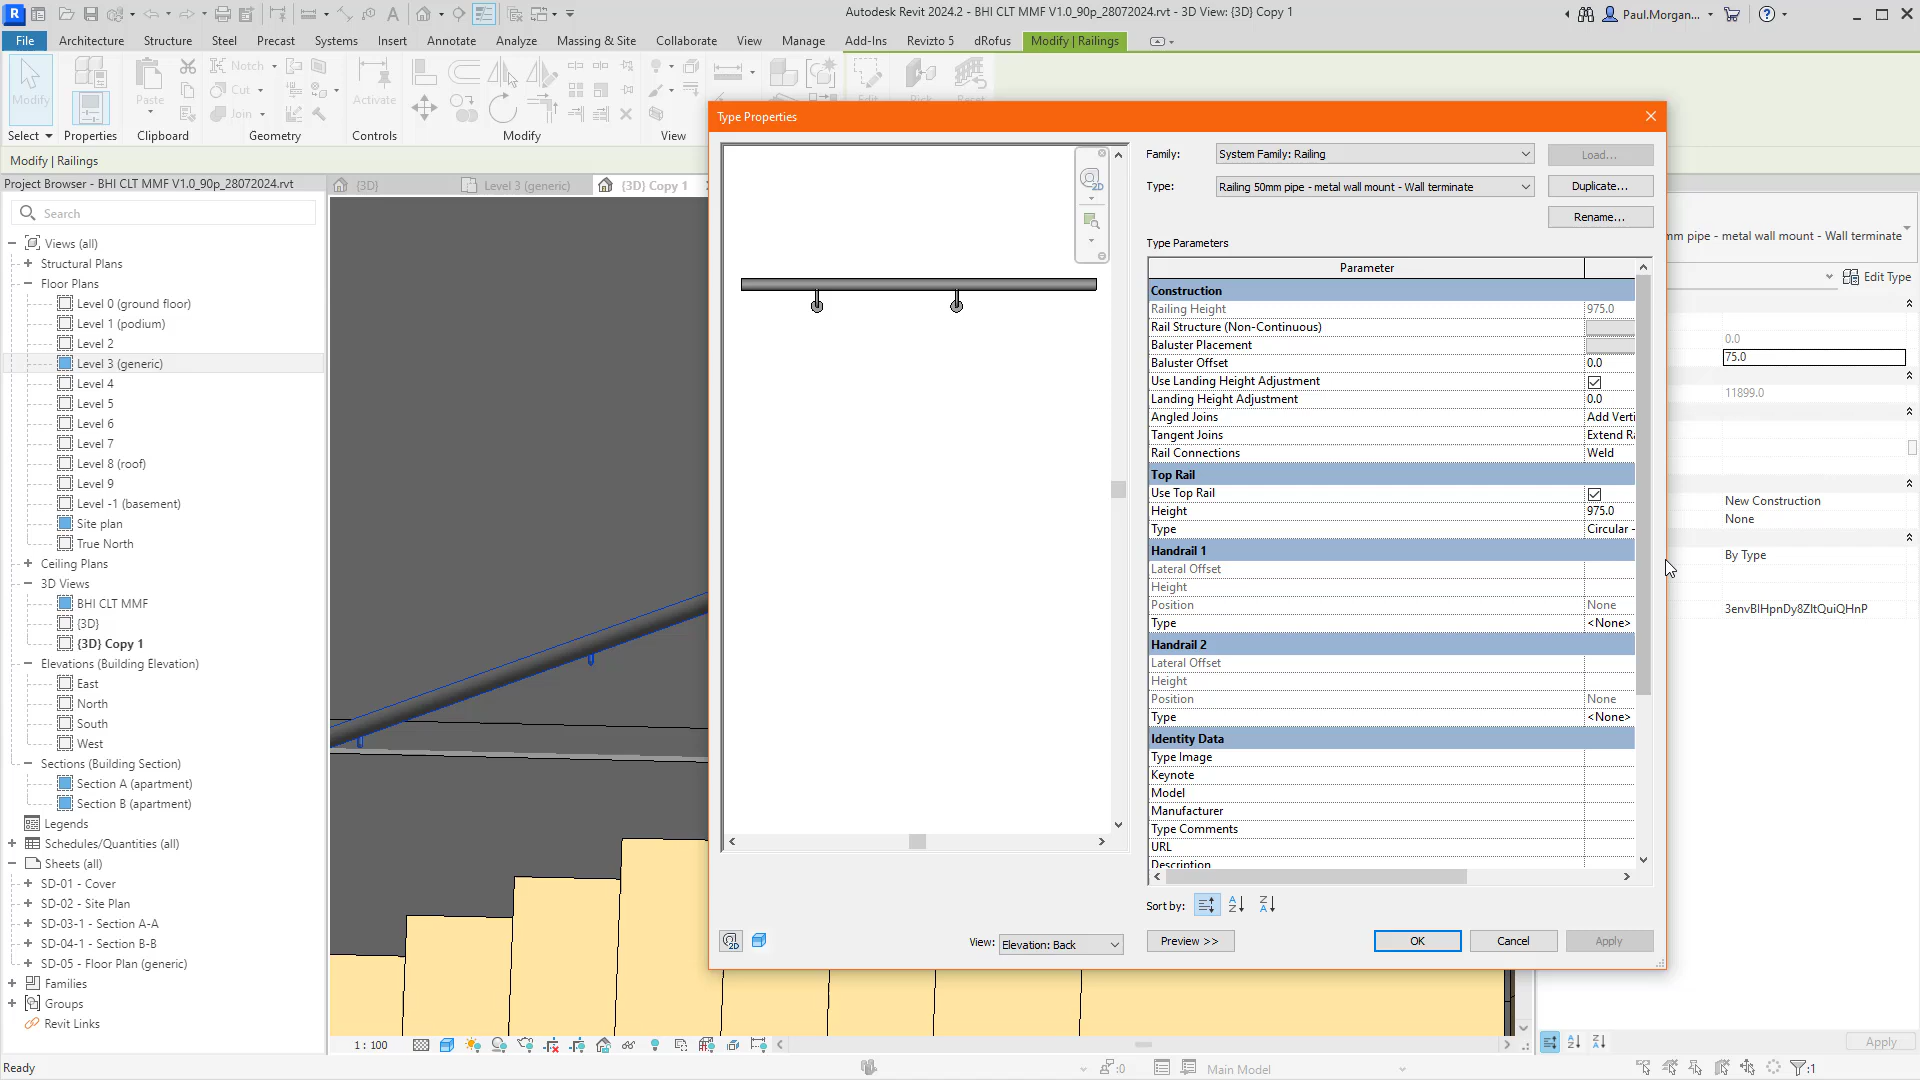 Autodesk Revit 2024.2 - BHI CLT MMF V1.0_90p_28072024.rvt - 3D View: {3D} Copy 1
Paul.Morgan...
File Architecture Structure Steel Precast Systems Insert Annotate Analyze Massing & Site Collaborate View Manage Add-Ins Revizto 5 dRofus Modify | Railings
Modify
Paste
Notch
Cut
Join
Activate
Select Properties Clipboard Geometry Controls Modify View
Modify | Railings
Project Browser - BHI CLT MMF V1.0_90p_28072024.rvt
{3D}
Level 3 (generic)
{3D} Copy 1
Search
Views (all)
Structural Plans
Floor Plans
Level 0 (ground floor)
Level 1 (podium)
Level 2
Level 3 (generic)
Level 4
Level 5
Level 6
Level 7
Level 8 (roof)
Level 9
Level -1 (basement)
Site plan
True North
Ceiling Plans
3D Views
BHI CLT MMF
{3D}
{3D} Copy 1
Elevations (Building Elevation)
East
North
South
West
Sections (Building Section)
Section A (apartment)
Section B (apartment)
Legends
Schedules/Quantities (all)
Sheets (all)
SD-01 - Cover
SD-02 - Site Plan
SD-03-1 - Section A-A
SD-04-1 - Section B-B
SD-05 - Floor Plan (generic)
Families
Groups
Revit Links
Type Properties
Family: System Family: Railing Load...
Type: Railing 50mm pipe - metal wall mount - Wall terminate Duplicate...
Rename...
Type Parameters
Parameter
Construction
Railing Height 975.0
Rail Structure (Non-Continuous)
Baluster Placement
Baluster Offset 0.0
Use Landing Height Adjustment
Landing Height Adjustment 0.0
Angled Joins Add Verti
Tangent Joins Extend Ra
Rail Connections Weld
Top Rail
Use Top Rail
Height 975.0
Type Circular -
Handrail 1
Lateral Offset
Height
Position None
Type <None>
Handrail 2
Lateral Offset
Height
Position None
Type <None>
Identity Data
Type Image
Keynote
Model
Manufacturer
Type Comments
URL
Description
Sort by:
View: Elevation: Back Preview >> OK Cancel Apply
mm pipe - metal wall mount - Wall terminate
Edit Type
0.0
75.0
11899.0
New Construction
None
By Type
3envBlHpnDy8ZltQuiQHnP
Apply
1 : 100
Ready
:0
Main Model
:1